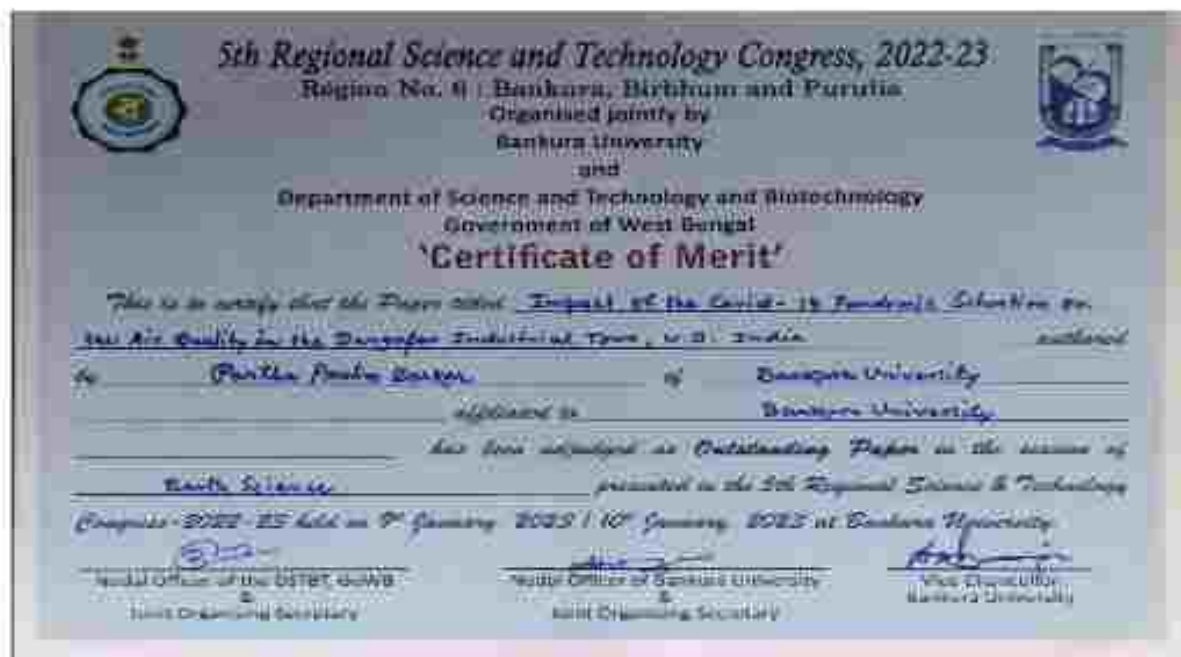 5th Regional Science and Technology Congress, 2022-23
Region No. 6 : Bankura, Birbhum and Purulia
Organised jointly by
Bankura University
and
Department of Science and Technology and Biotechnology
Government of West Bengal
'Certificate of Merit'
This is to certify that the Paper titled Impact of the Covid-19 Pandemic Situation on
the Air Quality in the Durgapur Industrial Town, W.B. India authored
by Partha Sarkar of Bankura University
affiliated to Bankura University
has been adjudged as Outstanding Paper in the session of
Earth Science presented in the 5th Regional Science & Technology
Congress-2022-23 held on 9th January 2023 / 10th January 2023 at Bankura University.
Nodal Officer of the DSTBT, GoWB
Nodal Officer of Bankura University
Vice Chancellor
&
&
Bankura University
Joint Organising Secretary
Joint Organising Secretary